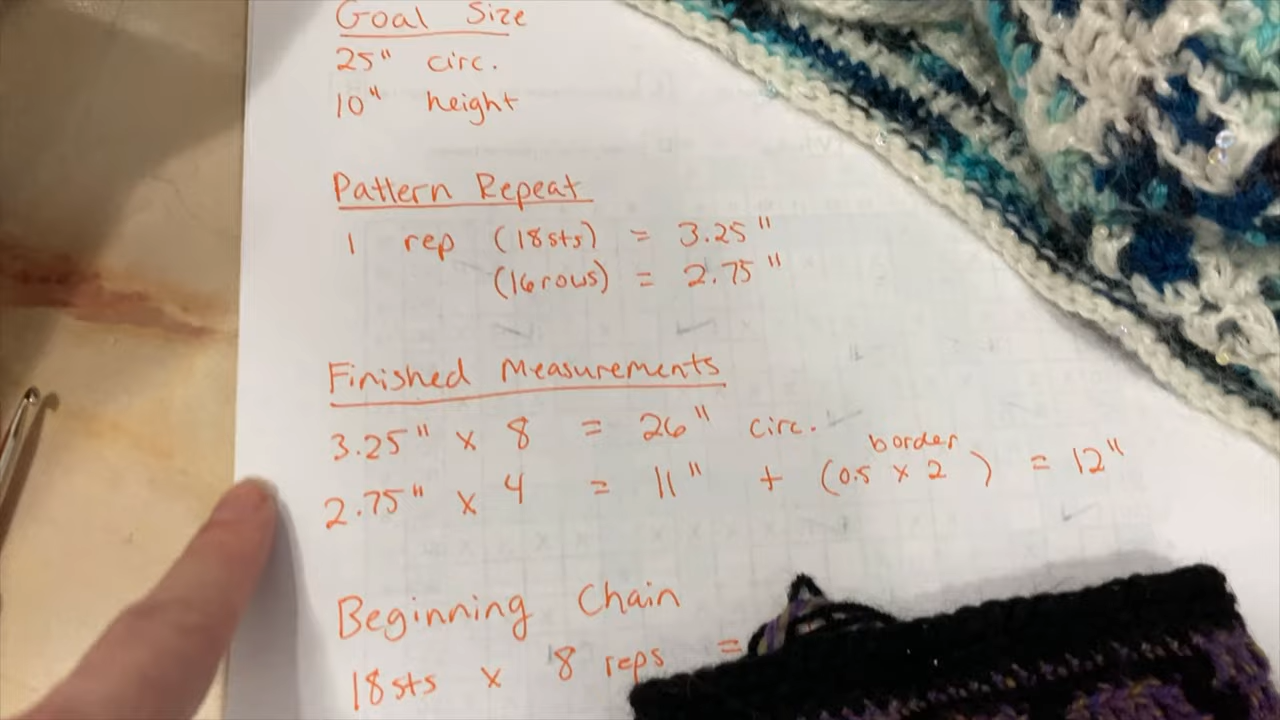 Goal Size
25" circ.
10" height
Pattern Repeat
1 rep (18sts) = 3.25"
(16rows) = 2.75"
Finished Measurements
3.25" x 8 = 26" circ.
border
2.75" x 4 = 11" + (0.5 x 2) = 12"
Beginning Chain
18sts x 8 reps =